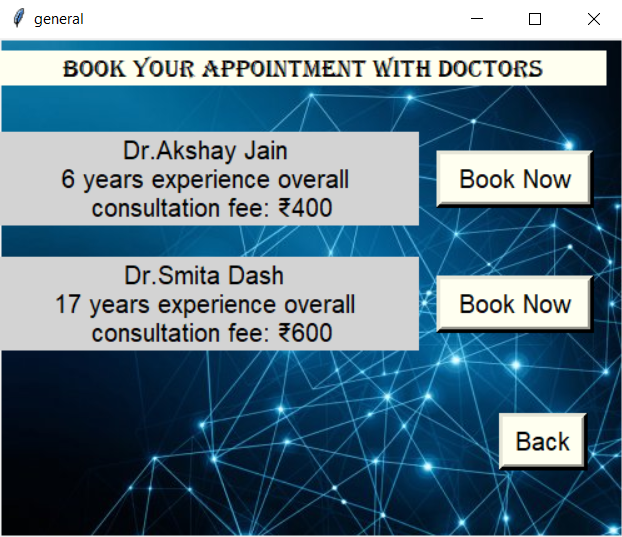 general
BOOK YOUR APPOINTMENT WITH DOCTORS
Dr.Akshay Jain
6 years experience overall
consultation fee: ₹400
Book Now
Dr.Smita Dash
17 years experience overall
consultation fee: ₹600
Book Now
Back